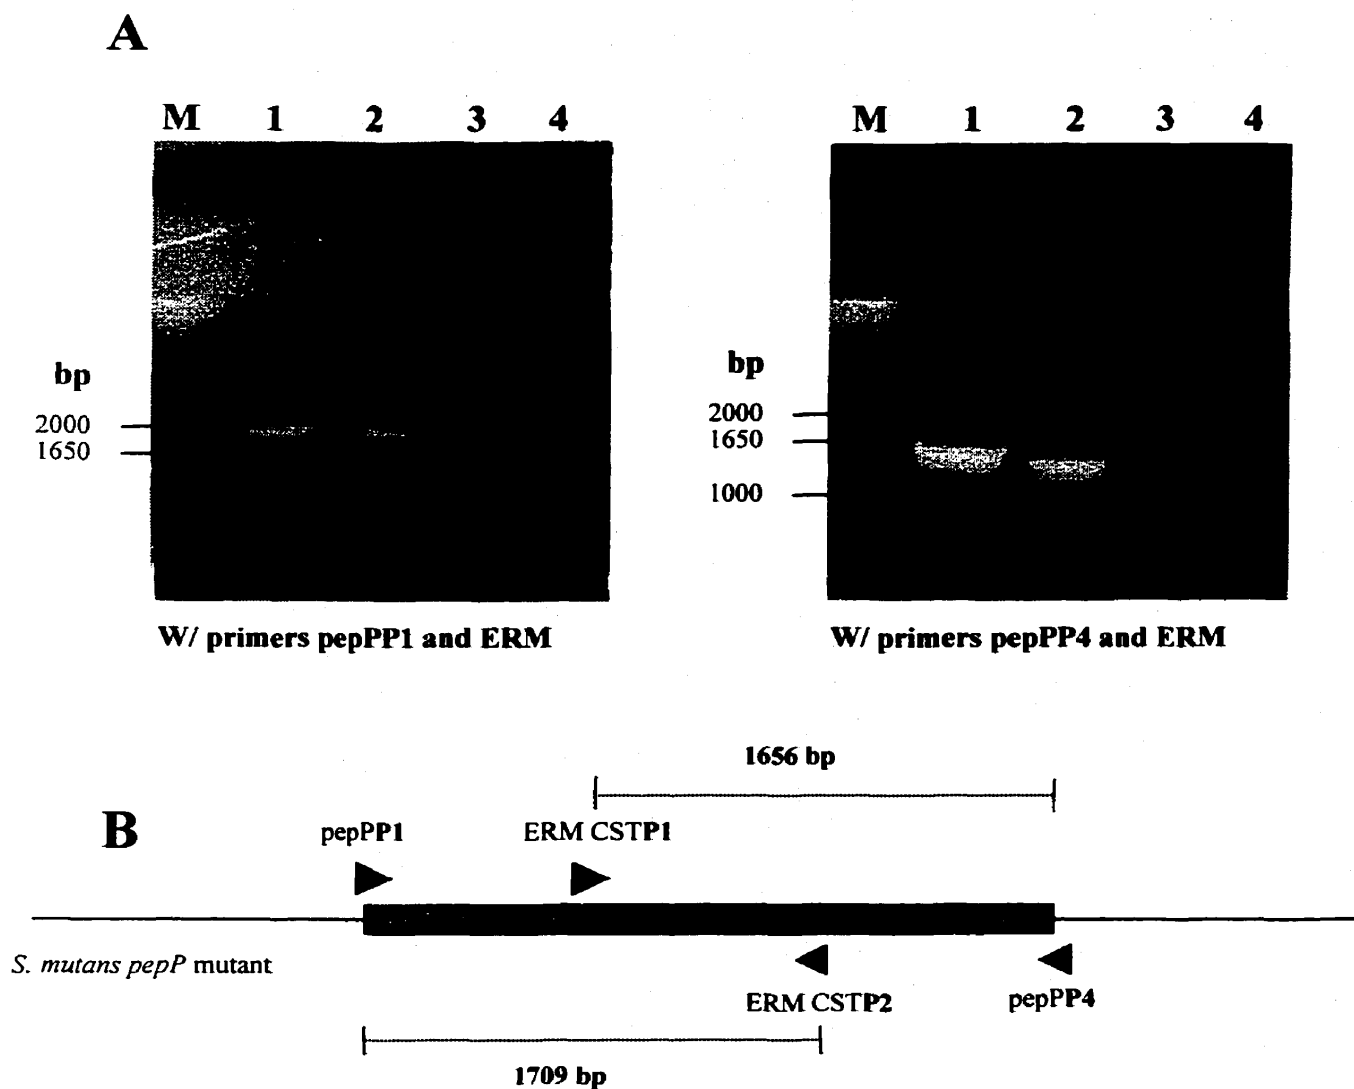 A
M 1 2 3 4
M 1 2 3 4
bp
2000
1650
bp
2000
1650
1000
W/ primers pepPP1 and ERM
W/ primers pepPP4 and ERM
1656 bp
B
pepPP1
ERM CSTP1
S. mutans pepP mutant
ERM CSTP2
pepPP4
1709 bp